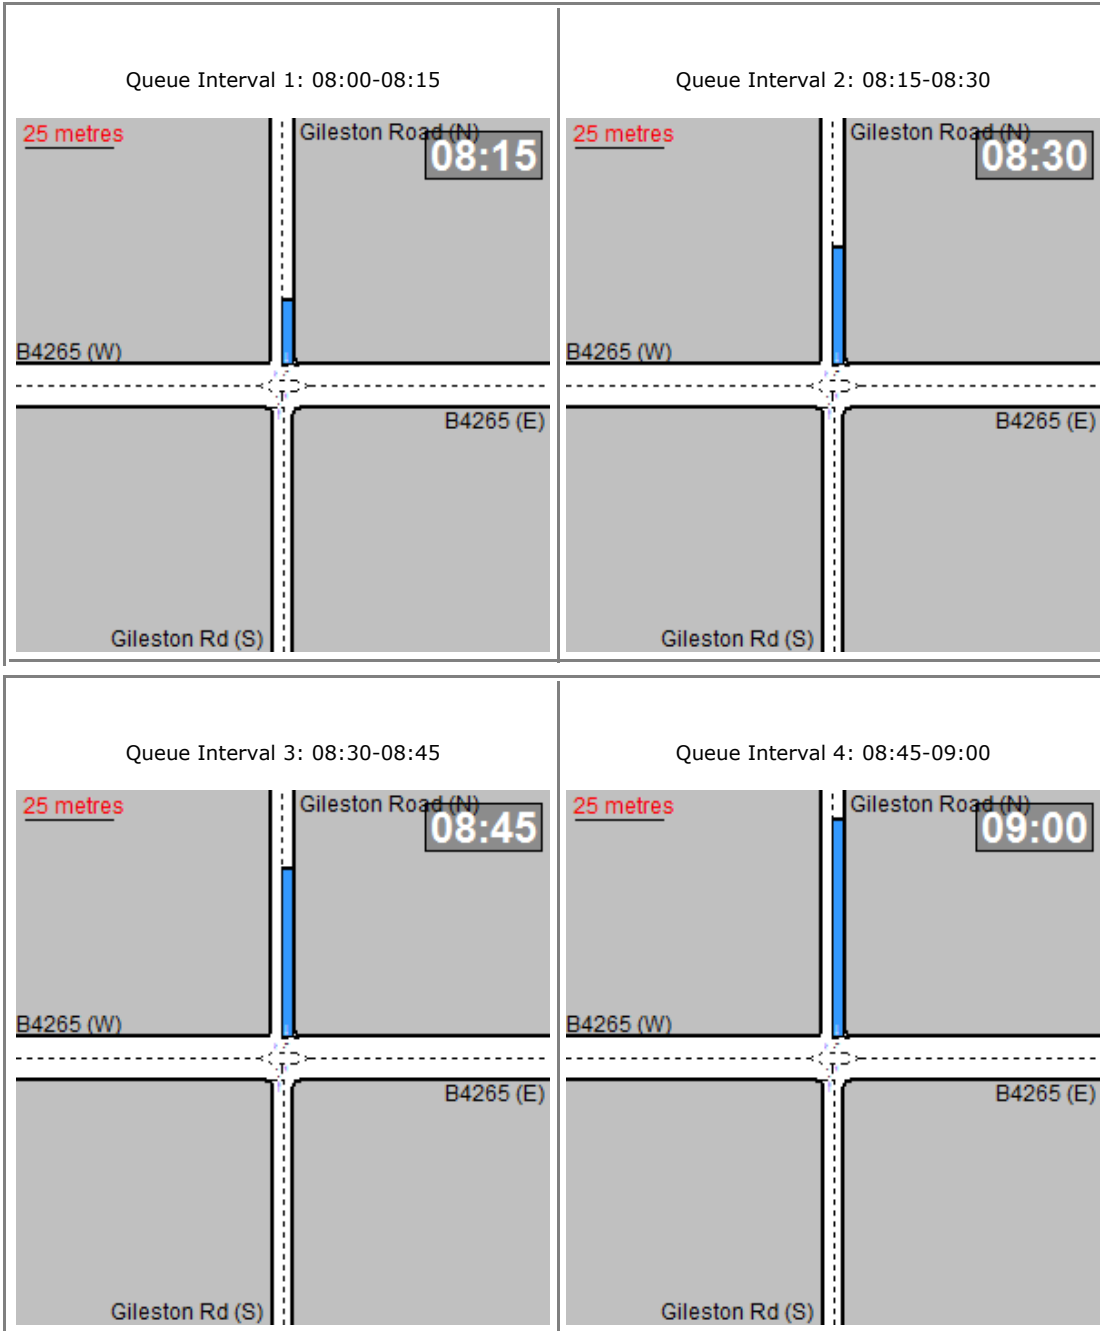 Queue Interval 1: 08:00-08:15
25 metres
Gileston Road (N)
08:15
B4265 (W)
B4265 (E)
Gileston Rd (S)
Queue Interval 2: 08:15-08:30
25 metres
Gileston Road (N)
08:30
B4265 (W)
B4265 (E)
Gileston Rd (S)
Queue Interval 3: 08:30-08:45
25 metres
Gileston Road (N)
08:45
B4265 (W)
B4265 (E)
Gileston Rd (S)
Queue Interval 4: 08:45-09:00
25 metres
Gileston Road (N)
09:00
B4265 (W)
B4265 (E)
Gileston Rd (S)